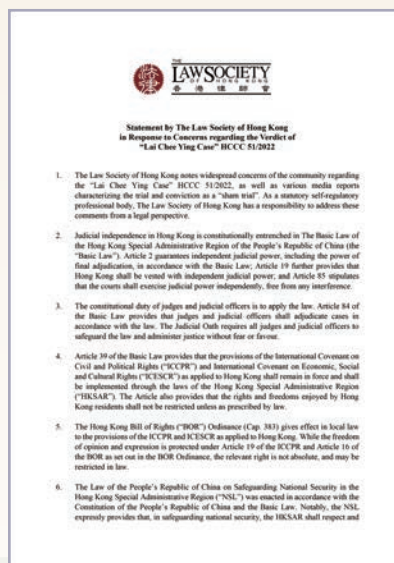 THE
LAW SOCIETY
OF HONG KONG
香港律師會
Statement by The Law Society of Hong Kong
in Response to Concerns regarding the Verdict of
“Lai Chee Ying Case” HCCC 51/2022
1. The Law Society of Hong Kong notes widespread concerns of the community regarding
the “Lai Chee Ying Case” HCCC 51/2022, as well as various media reports
characterizing the trial and conviction as a “sham trial”. As a statutory self-regulatory
professional body, The Law Society of Hong Kong has a responsibility to address these
comments from a legal perspective.
2. Judicial independence in Hong Kong is constitutionally entrenched in The Basic Law of
the Hong Kong Special Administrative Region of the People’s Republic of China (the
“Basic Law”). Article 2 guarantees independent judicial power, including the power of
final adjudication, in accordance with the Basic Law; Article 19 further provides that
Hong Kong shall be vested with independent judicial power; and Article 85 stipulates
that the courts shall exercise judicial power independently, free from any interference.
3. The constitutional duty of judges and judicial officers is to apply the law. Article 84 of
the Basic Law provides that judges and judicial officers shall adjudicate cases in
accordance with the law. The Judicial Oath requires all judges and judicial officers to
safeguard the law and administer justice without fear or favour.
4. Article 39 of the Basic Law provides that the provisions of the International Covenant on
Civil and Political Rights (“ICCPR”) and International Covenant on Economic, Social
and Cultural Rights (“ICESCR”) as applied to Hong Kong shall remain in force and shall
be implemented through the laws of the Hong Kong Special Administrative Region
(“HKSAR”). The Article also provides that the rights and freedoms enjoyed by Hong
Kong residents shall not be restricted unless as prescribed by law.
5. The Hong Kong Bill of Rights (“BOR”) Ordinance (Cap. 383) gives effect in local law
to the provisions of the ICCPR and ICESCR as applied to Hong Kong. While the freedom
of opinion and expression is protected under Article 19 of the ICCPR and Article 16 of
the BOR as set out in the BOR Ordinance, the relevant right is not absolute, and may be
restricted in law.
6. The Law of the People’s Republic of China on Safeguarding National Security in the
Hong Kong Special Administrative Region (“NSL”) was enacted in accordance with the
Constitution of the People’s Republic of China and the Basic Law. Notably, the NSL
expressly provides that, in safeguarding national security, the HKSAR shall respect and